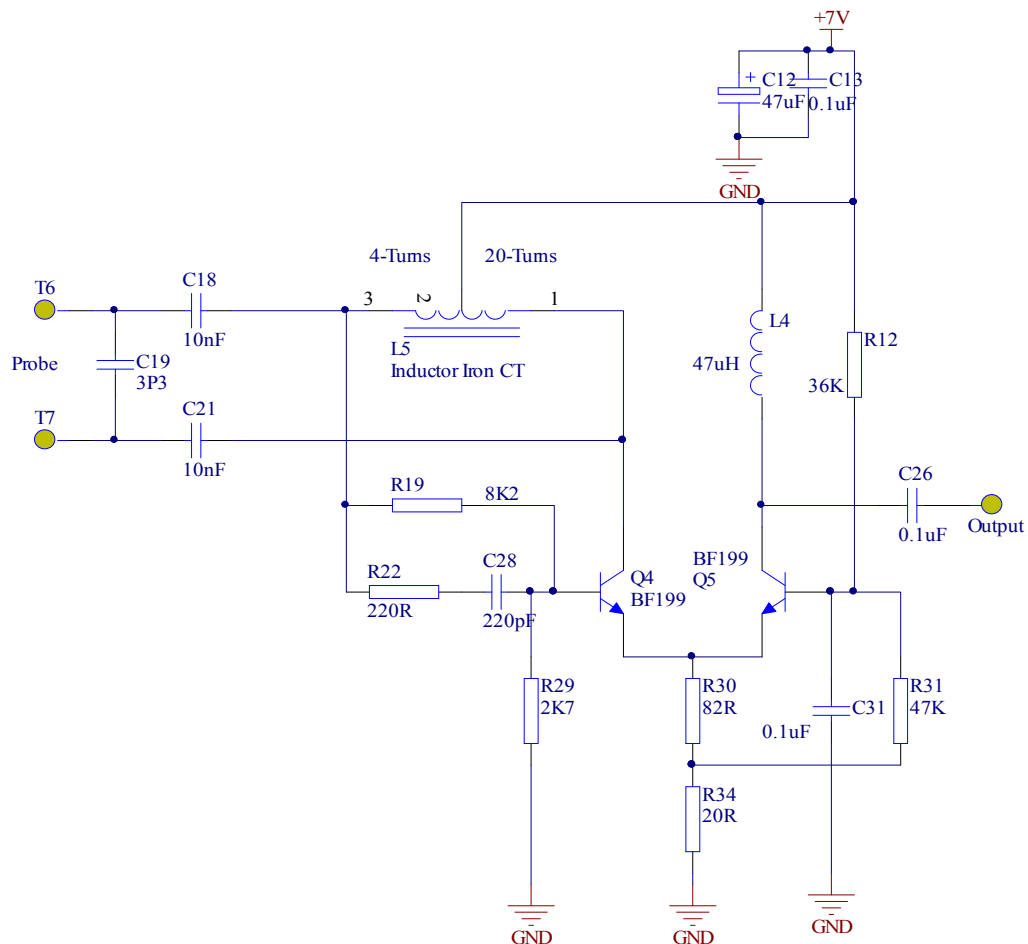 +7V
C12
47uF
+
C13
0.1uF
GND
4-Turns
20-Turns
T6
C18
10nF
3
2
1
L5
Inductor Iron CT
L4
47uH
R12
36K
Probe
C19
3P3
T7
C21
10nF
R19
8K2
C26
0.1uF
Output
R22
220R
C28
220pF
Q4
BF199
BF199
Q5
R29
2K7
R30
82R
C31
0.1uF
R31
47K
R34
20R
GND
GND
GND